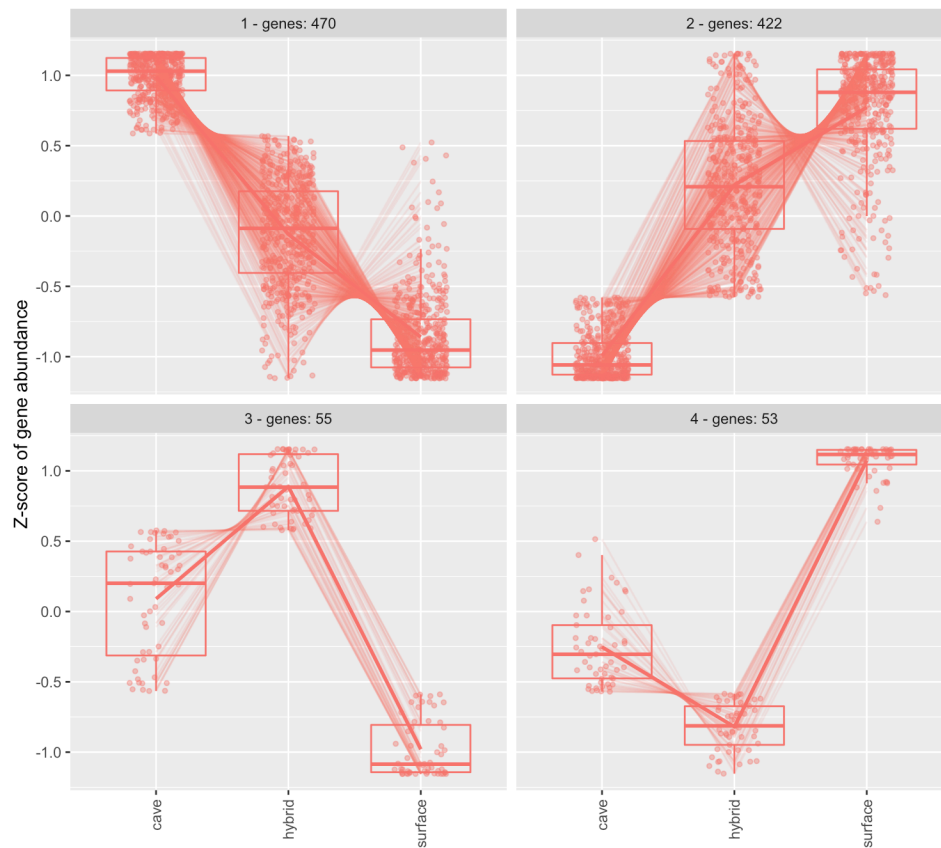 1 - genes: 470
2 - genes: 422
1.0
0.5
0.0
-0.5
-1.0
3 - genes: 55
4 - genes: 53
1.0
0.5
0.0
-0.5
-1.0
Z-score of gene abundance
cave
hybrid
surface
cave
hybrid
surface